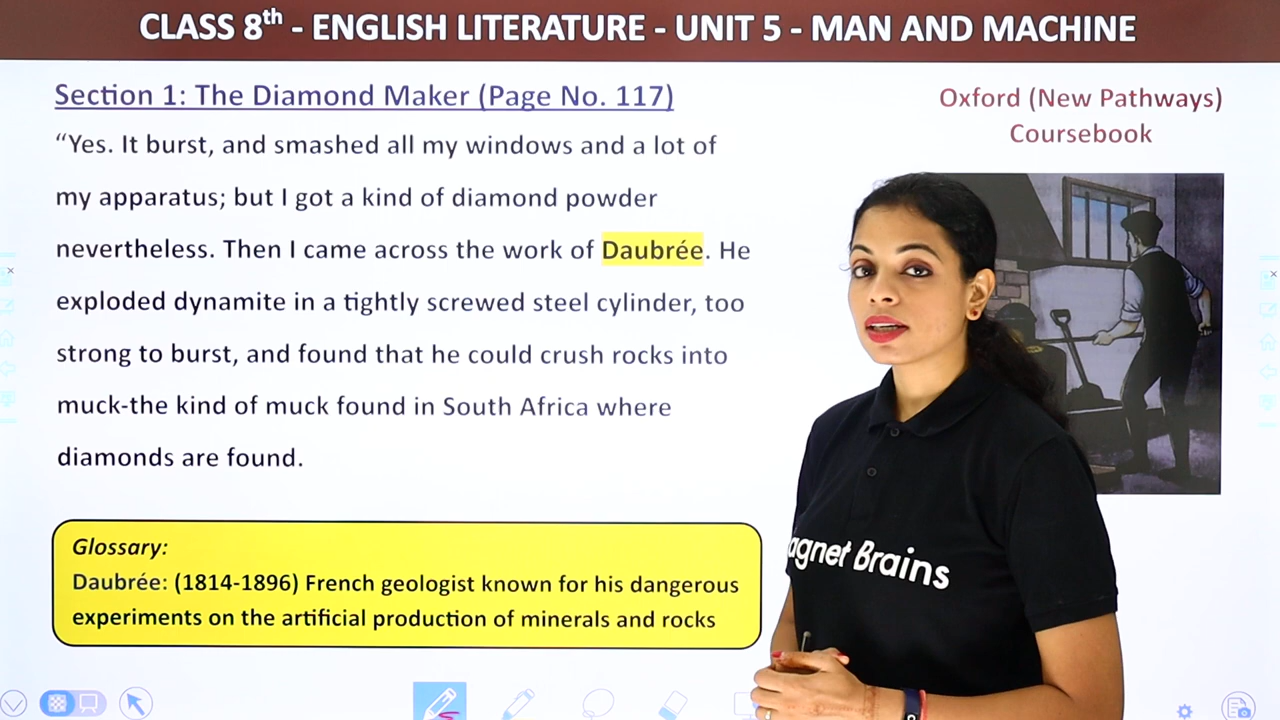 CLASS 8th - ENGLISH LITERATURE - UNIT 5 - MAN AND MACHINE
Section 1: The Diamond Maker (Page No. 117)
Oxford (New Pathways)
Coursebook
“Yes. It burst, and smashed all my windows and a lot of
my apparatus; but I got a kind of diamond powder
nevertheless. Then I came across the work of Daubrée. He
exploded dynamite in a tightly screwed steel cylinder, too
strong to burst, and found that he could crush rocks into
muck-the kind of muck found in South Africa where
diamonds are found.
Glossary:
Daubrée: (1814-1896) French geologist known for his dangerous
experiments on the artificial production of minerals and rocks
agnet Brains